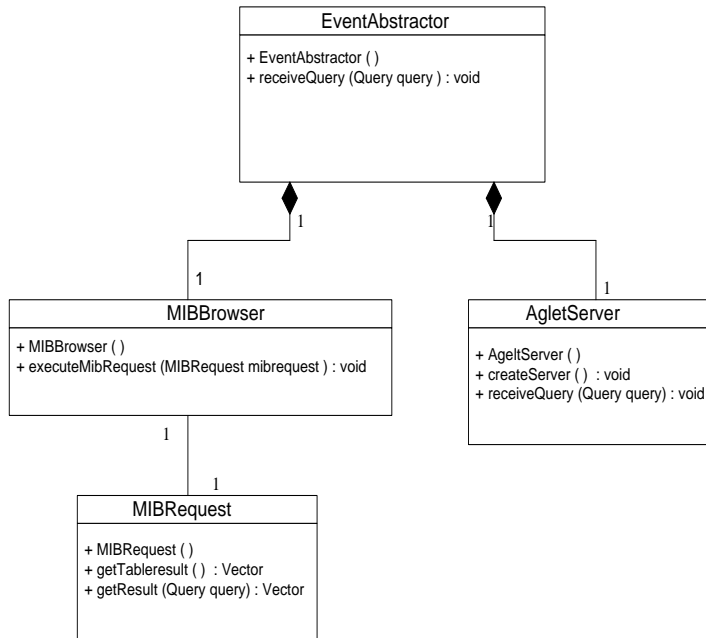 EventAbstractor
+ EventAbstractor ( )
+ receiveQuery (Query query ) : void
1
1
1
1
MIBBrowser
+ MIBBrowser ( )
+ executeMibRequest (MIBRequest mibrequest ) : void
AgletServer
+ AgeltServer ( )
+ createServer ( ) : void
+ receiveQuery (Query query) : void
1
1
MIBRequest
+ MIBRequest ( )
+ getTableresult ( ) : Vector
+ getResult (Query query) : Vector